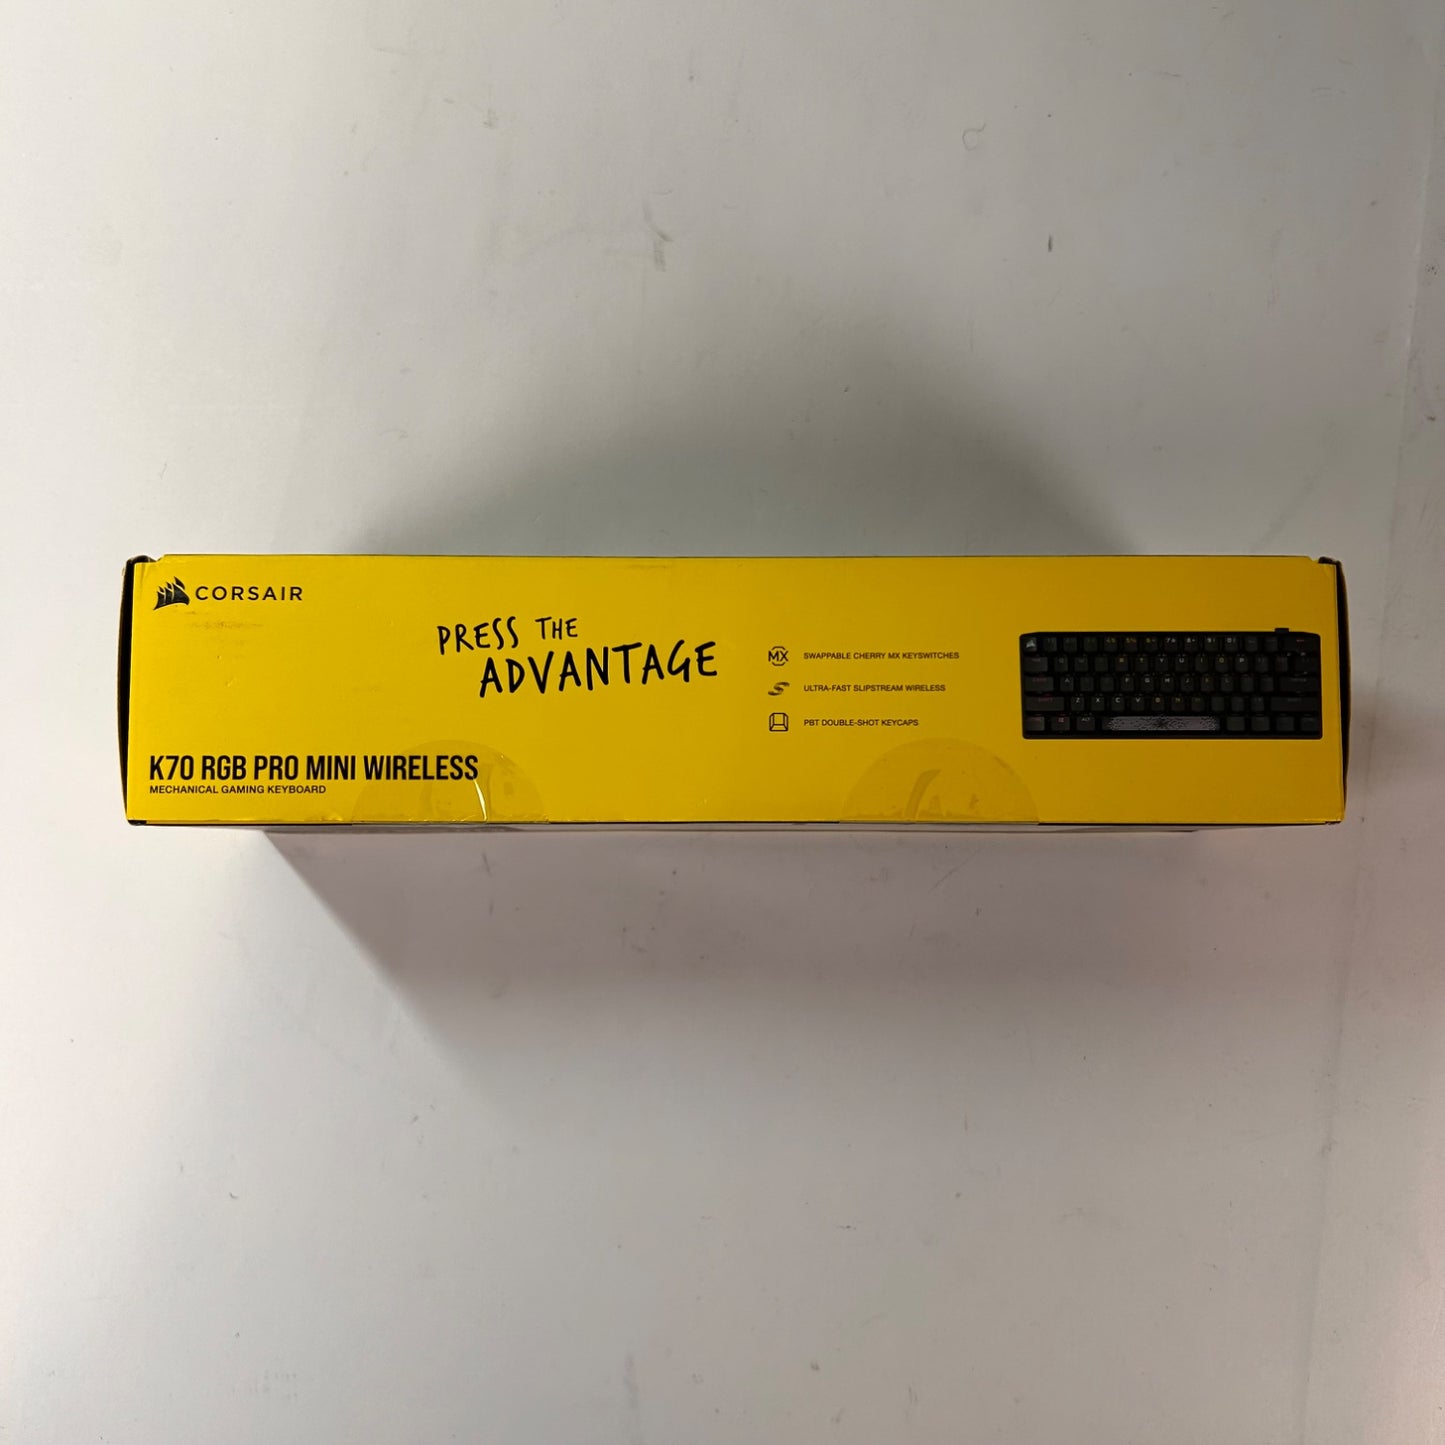 CORSAIR
PRESS THE
ADVANTAGE
MX
SWAPPABLE CHERRY MX KEYSWITCHES
ULTRA-FAST SLIPSTREAM WIRELESS
PBT DOUBLE-SHOT KEYCAPS
K70 RGB PRO MINI WIRELESS
MECHANICAL GAMING KEYBOARD